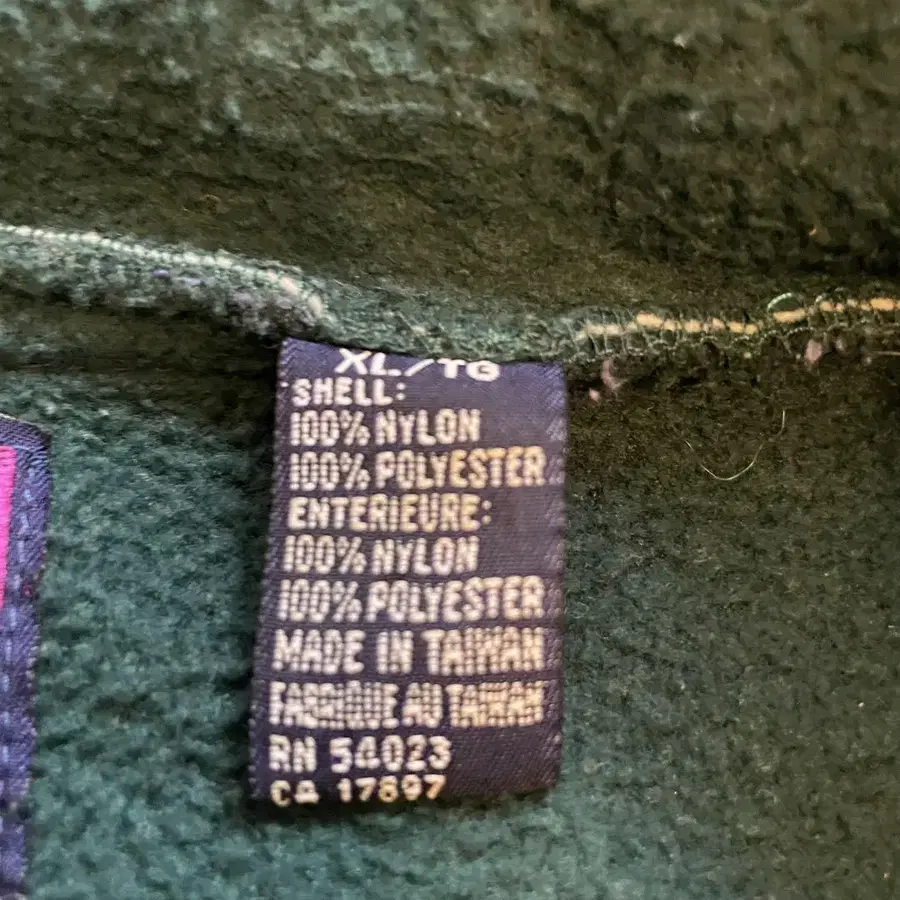 XL/TG
SHELL:
100% NYLON
100% POLYESTER
ENTERIEURE:
100% NYLON
100% POLYESTER
MADE IN TAIWAN
FABRIQUE AU TAIWAN
RN 54023
CA 17897